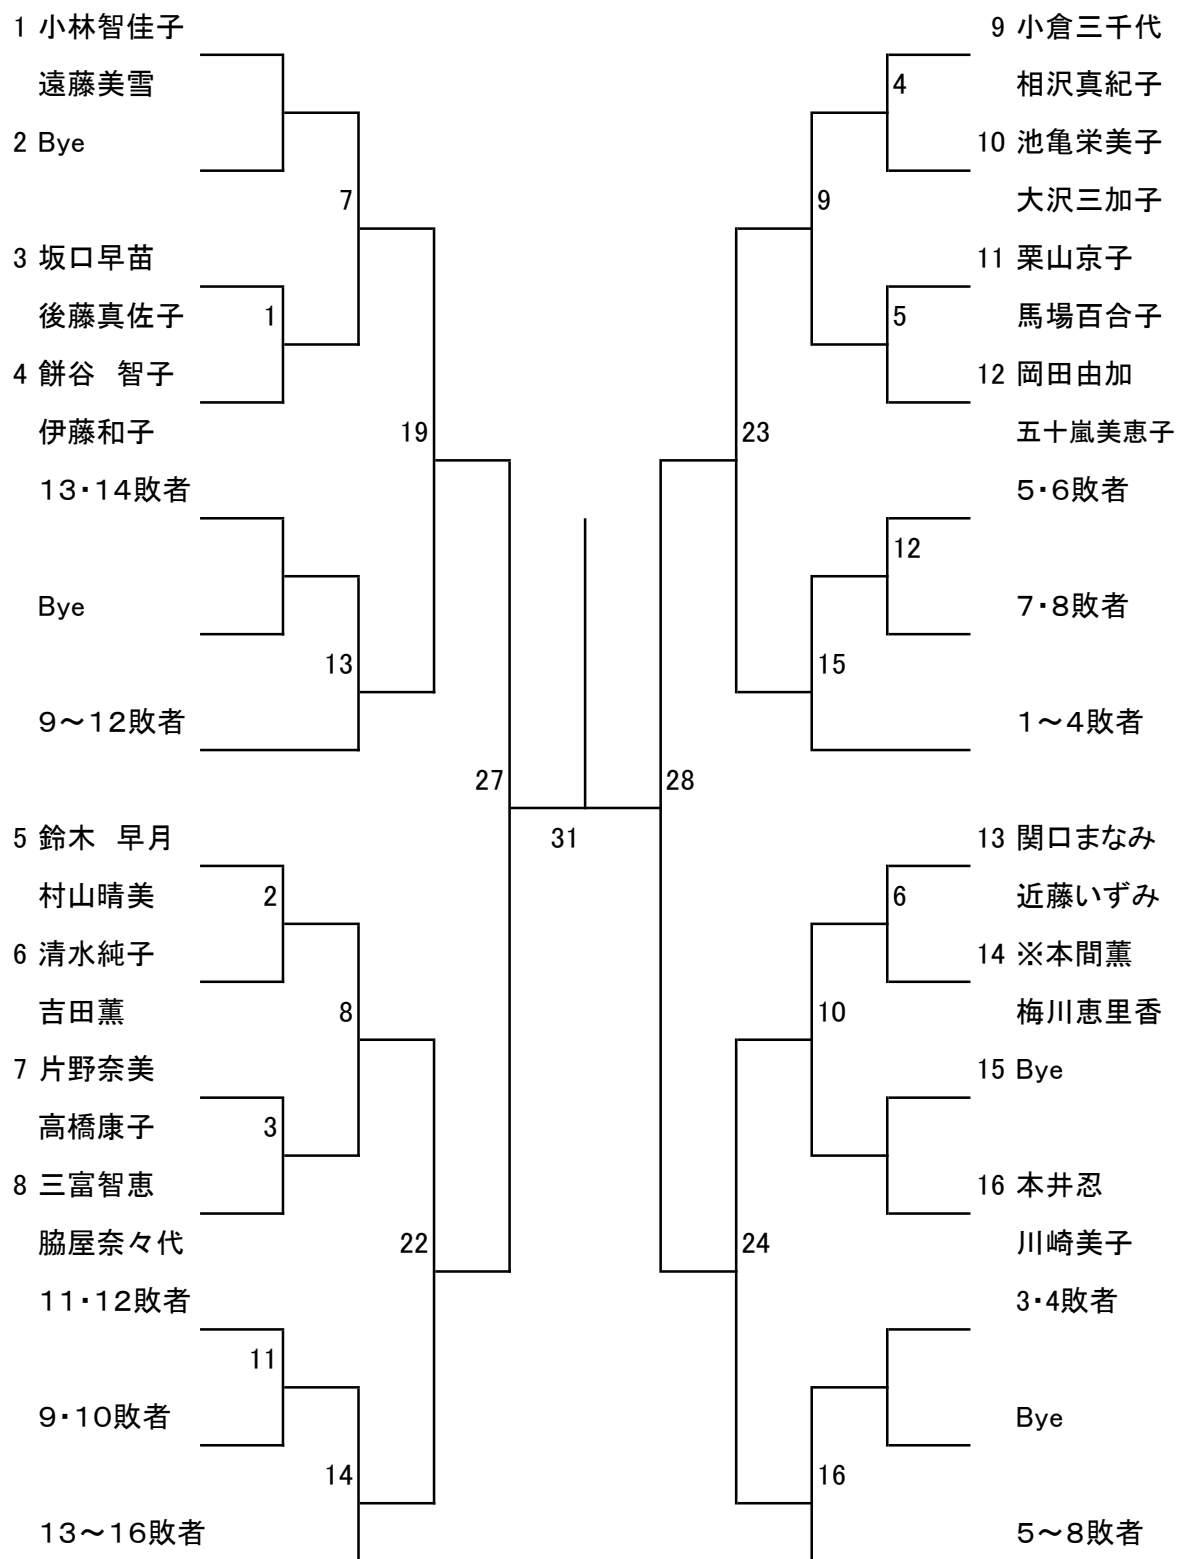 1 小林智佳子
遠藤美雪
2 Bye
7
3 坂口早苗
後藤真佐子 1
4 餅谷　智子
伊藤和子 19
13・14敗者
Bye
13
9～12敗者
27
5 鈴木　早月
村山晴美 2
6 清水純子
吉田薫 8
7 片野奈美
高橋康子 3
8 三富智恵
脇屋奈々代 22
11・12敗者
11
9・10敗者
14
13～16敗者
31
9 小倉三千代
4 相沢真紀子
10 池亀栄美子
9 大沢三加子
11 栗山京子
5 馬場百合子
12 岡田由加
23 五十嵐美恵子
5・6敗者
12
7・8敗者
15
1～4敗者
28
13 関口まなみ
6 近藤いずみ
14 ※本間薫
10 梅川恵里香
15 Bye
16 本井忍
24 川崎美子
3・4敗者
Bye
16
5～8敗者